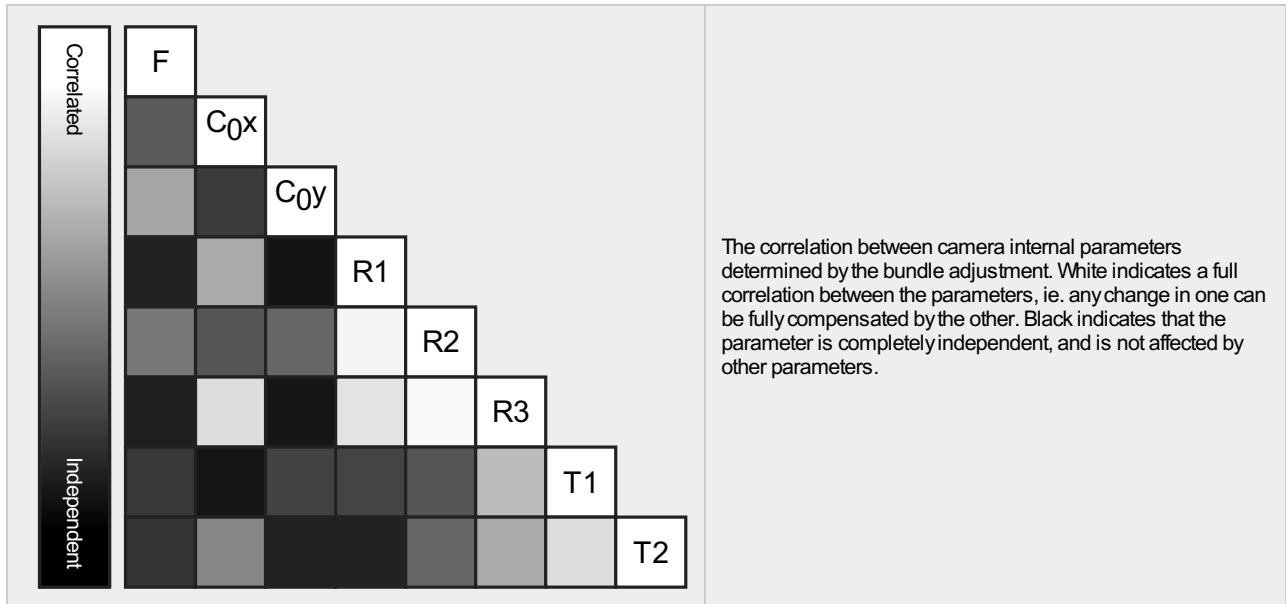 Correlated
Independent
F
C0x
C0y
R1
R2
R3
T1
T2
The correlation between camera internal parameters
determined by the bundle adjustment. White indicates a full
correlation between the parameters, ie. any change in one can
be fully compensated by the other. Black indicates that the
parameter is completely independent, and is not affected by
other parameters.